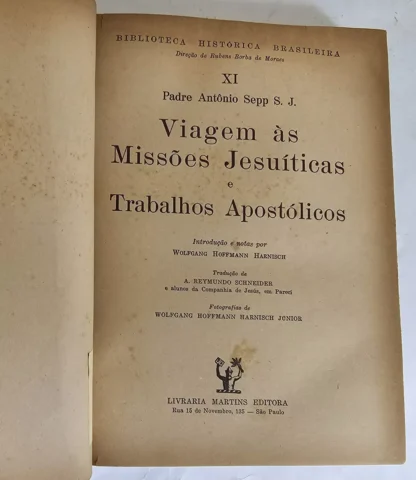 BIBLIOTECA HISTÓRICA BRASILEIRA
Direção de Rubens Borba de Moraes
XI
Padre Antônio Sepp S. J.
Viagem às
Missões Jesuíticas
e
Trabalhos Apostólicos
Introdução e notas por
WOLFGANG HOFFMANN HARNISCH
Tradução de
A. REYMUNDO SCHNEIDER
e alunos da Companhia de Jesús, em Pareci
Fotografias de
WOLFGANG HOFFMANN HARNISCH JÚNIOR
LIVRARIA MARTINS EDITORA
Rua 15 de Novembro, 135 — São Paulo